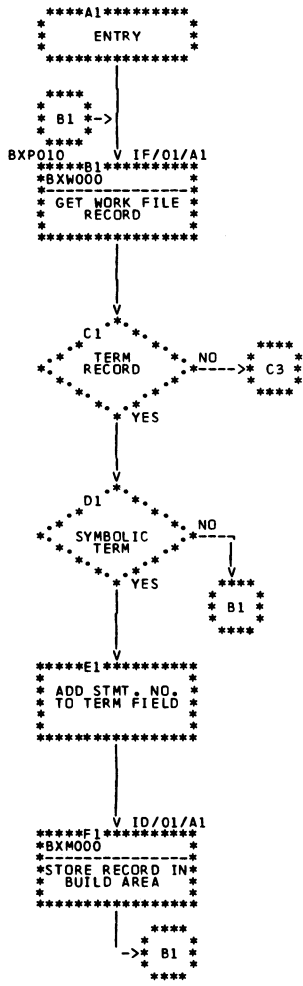 A1
ENTRY
B1
BXP010
IF/01/A1
B1
BXW000
GET WORK FILE
RECORD
C1
TERM
RECORD
NO
C3
YES
D1
SYMBOLIC
TERM
NO
YES
B1
E1
ADD STMT. NO.
TO TERM FIELD
ID/01/A1
F1
BXM000
STORE RECORD IN
BUILD AREA
B1